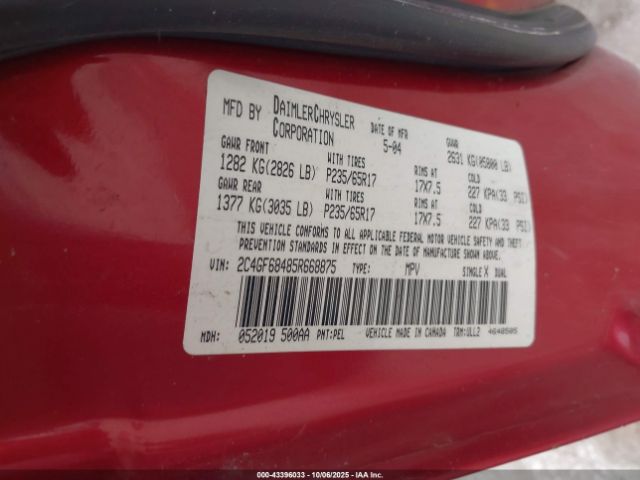 MFD BY DAIMLERCHRYSLER CORPORATION DATE OF MFR 5-04 GVWR 2631 KG(05800 LB)
GAWR FRONT WITH TIRES RIMS AT COLD
1282 KG(2826 LB) P235/65R17 17X7.5 227 KPA(33 PSI)
GAWR REAR WITH TIRES RIMS AT COLD
1377 KG(3035 LB) P235/65R17 17X7.5 227 KPA(33 PSI)
THIS VEHICLE CONFORMS TO ALL APPLICABLE FEDERAL MOTOR VEHICLE SAFETY AND THEFT
PREVENTION STANDARDS IN EFFECT ON THE DATE OF MANUFACTURE SHOWN ABOVE.
VIN: 2C4GF68485R668875 TYPE: MPV SINGLE X DUAL
MDH: 052019 500AA PNT:PEL VEHICLE MADE IN CANADA TRM:ULL2 4648505
000-43396033 - 10/06/2025 - IAA Inc.